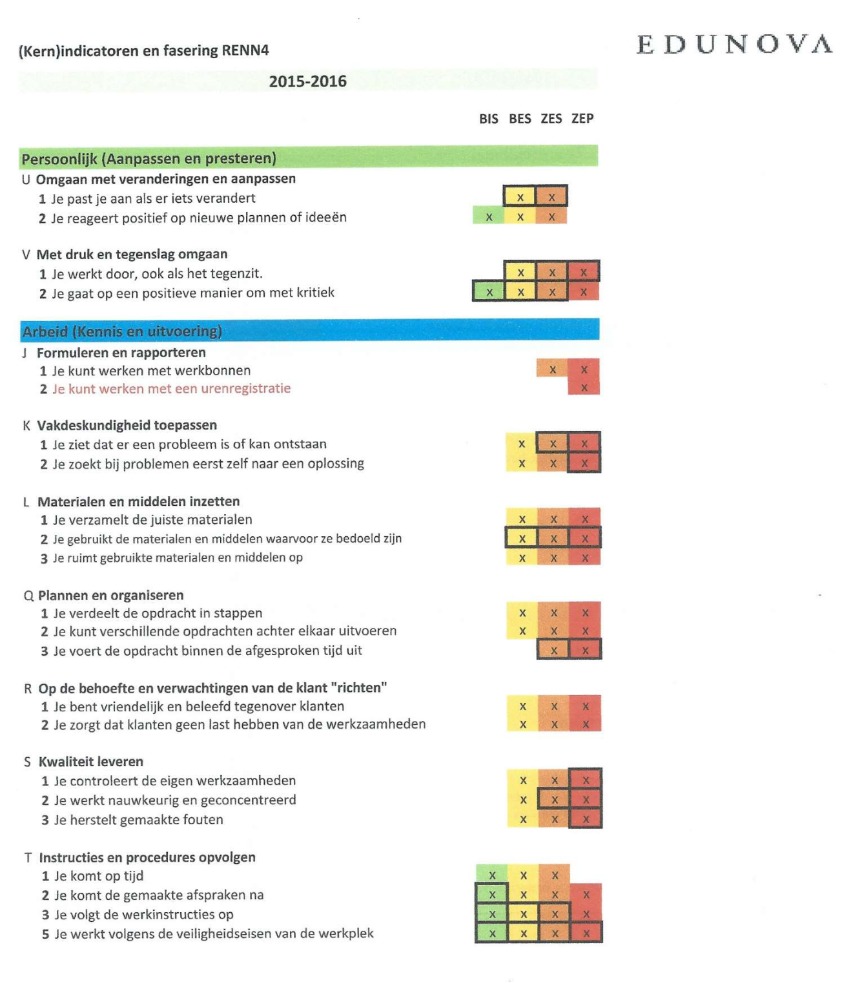 (Kern)indicatoren en fasering RENN4
EDUNOVA
2015-2016
BIS BES ZES ZEP
Persoonlijk (Aanpassen en presteren)
U Omgaan met veranderingen en aanpassen
1 Je past je aan als er iets verandert x x
2 Je reageert positief op nieuwe plannen of ideeën x x x
V Met druk en tegenslag omgaan
1 Je werkt door, ook als het tegenzit. x x x
2 Je gaat op een positieve manier om met kritiek x x x x
Arbeid (Kennis en uitvoering)
J Formuleren en rapporteren
1 Je kunt werken met werkbonnen x x
2 Je kunt werken met een urenregistratie x
K Vakdeskundigheid toepassen
1 Je ziet dat er een probleem is of kan ontstaan x x x
2 Je zoekt bij problemen eerst zelf naar een oplossing x x x
L Materialen en middelen inzetten
1 Je verzamelt de juiste materialen x x x
2 Je gebruikt de materialen en middelen waarvoor ze bedoeld zijn x x x
3 Je ruimt gebruikte materialen en middelen op x x x
Q Plannen en organiseren
1 Je verdeelt de opdracht in stappen x x x
2 Je kunt verschillende opdrachten achter elkaar uitvoeren x x x
3 Je voert de opdracht binnen de afgesproken tijd uit x x
R Op de behoefte en verwachtingen van de klant "richten"
1 Je bent vriendelijk en beleefd tegenover klanten x x x
2 Je zorgt dat klanten geen last hebben van de werkzaamheden x x x
S Kwaliteit leveren
1 Je controleert de eigen werkzaamheden x x x
2 Je werkt nauwkeurig en geconcentreerd x x x
3 Je herstelt gemaakte fouten x x x
T Instructies en procedures opvolgen
1 Je komt op tijd x x x
2 Je komt de gemaakte afspraken na x x x x
3 Je volgt de werkinstructies op x x x x
5 Je werkt volgens de veiligheidseisen van de werkplek x x x x